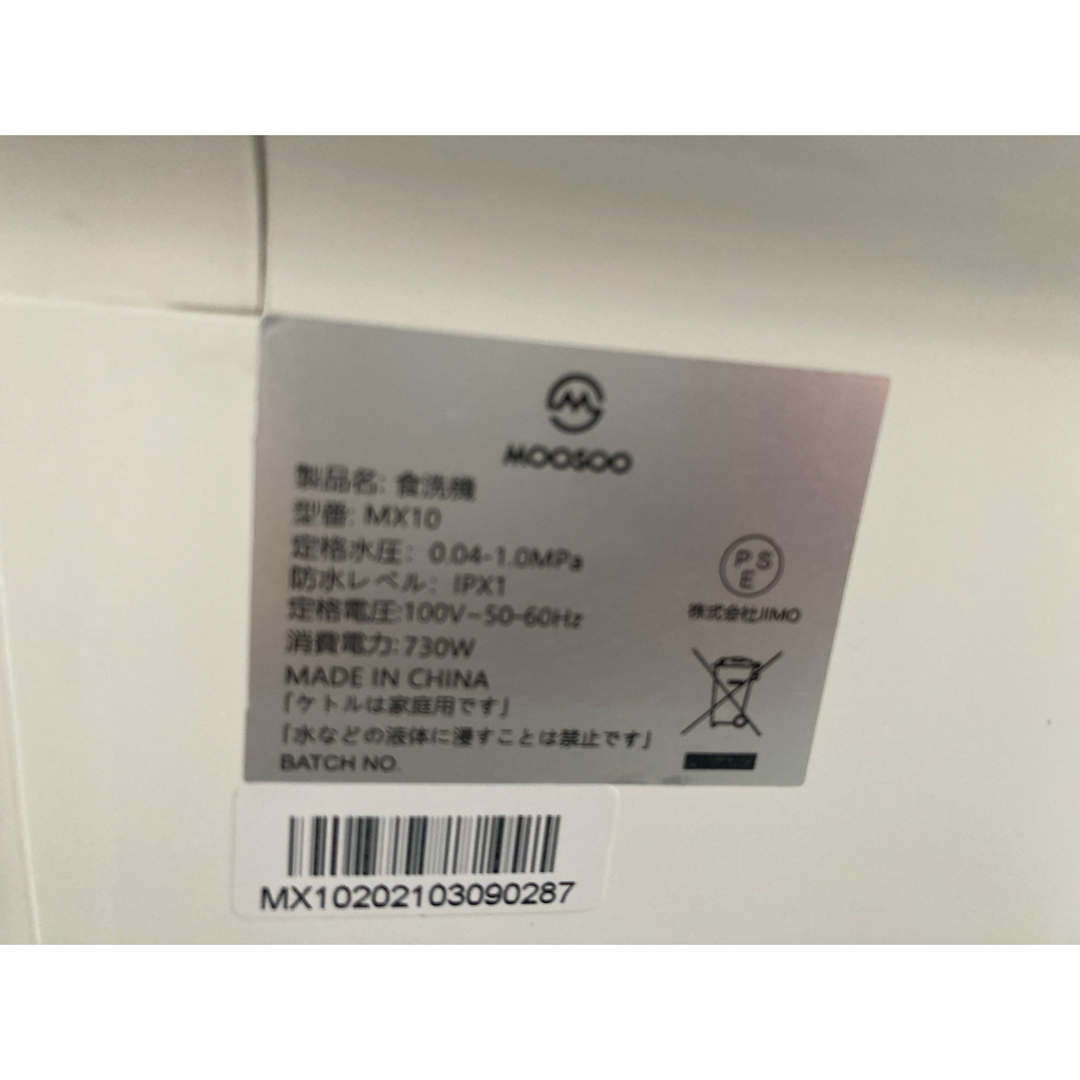 MOOSOO
製品名: 食洗機
型番: MX10
定格水圧: 0.04-1.0MPa
防水レベル: IPX1
定格電圧:100V~50-60Hz
消費電力:730W
MADE IN CHINA
「ケトルは家庭用です」
「水などの液体に浸すことは禁止です」
BATCH NO.
PSE
株式会社JIMO
MX10202103090287